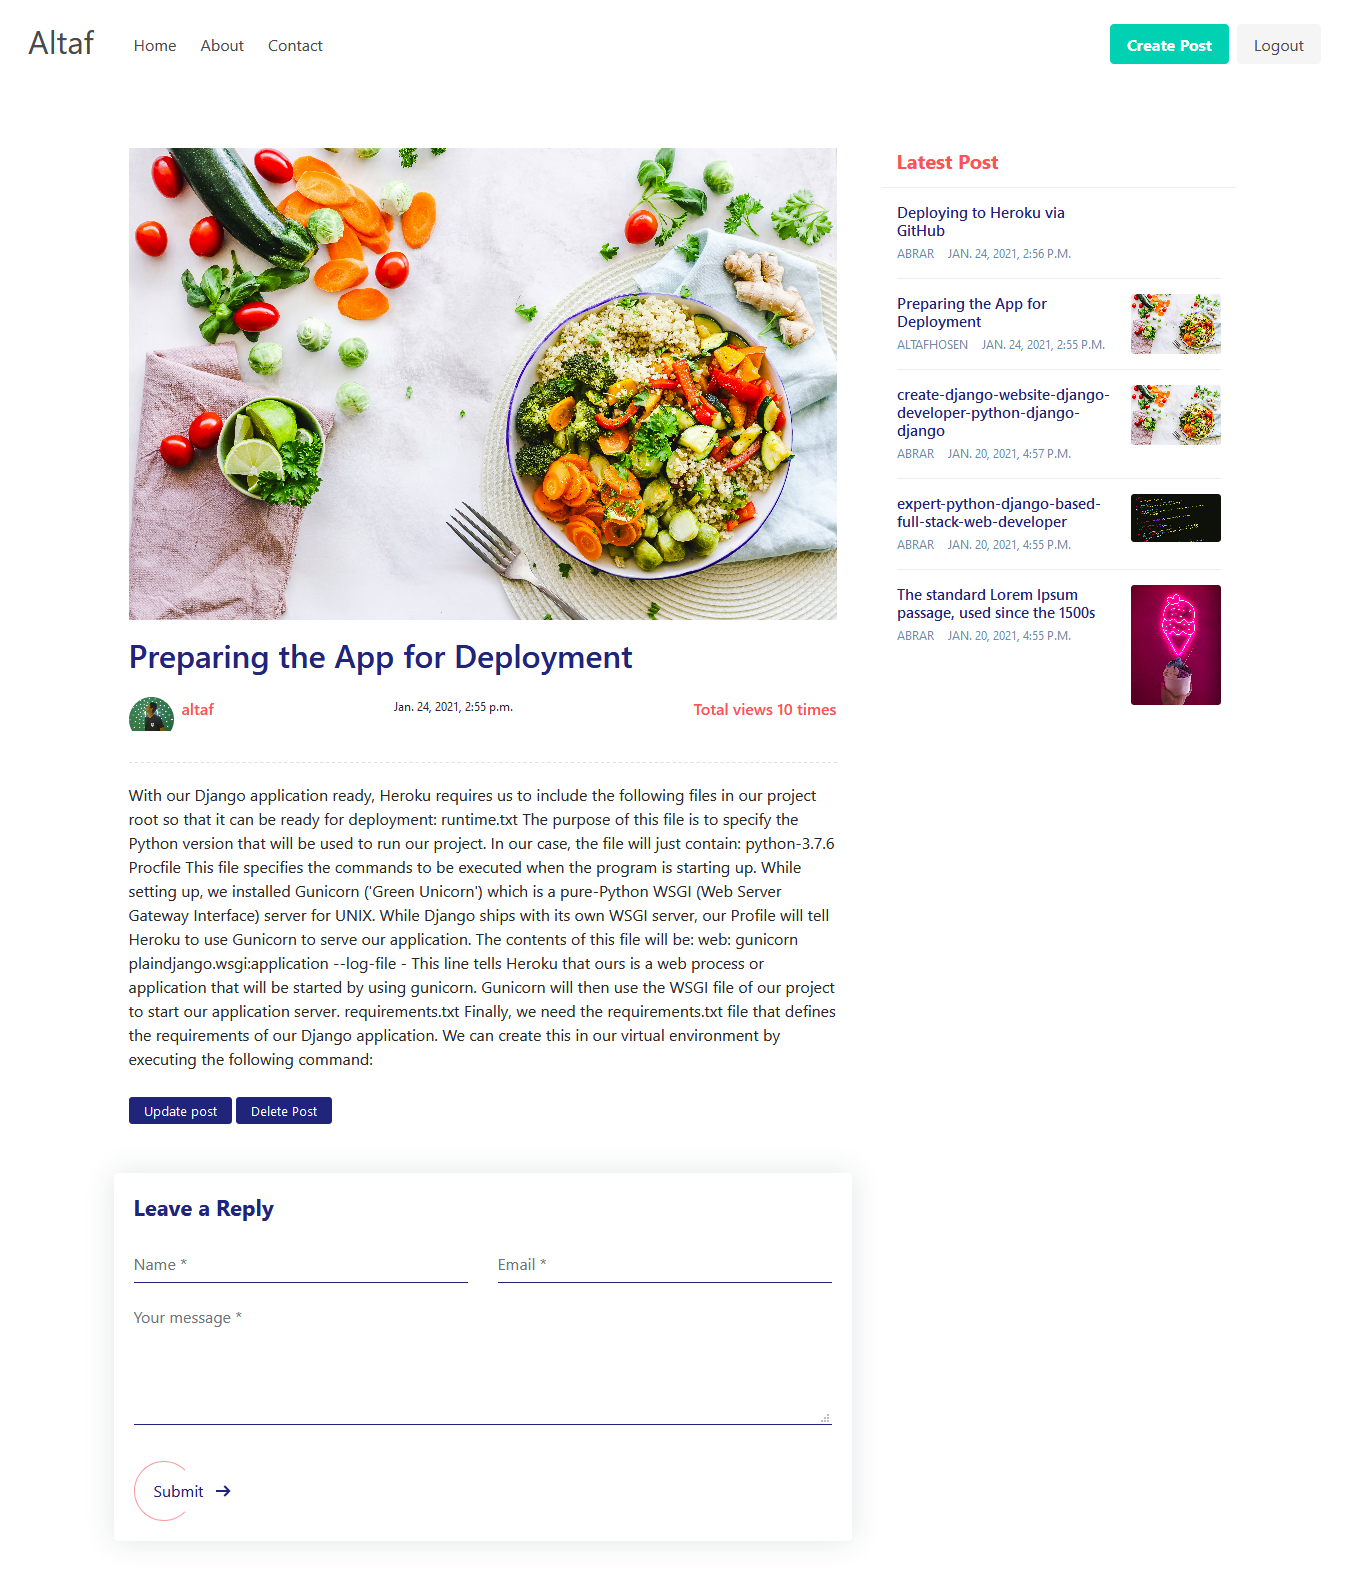 Altaf
Home
About
Contact
Create Post
Logout
Preparing the App for Deployment
altaf
Jan. 24, 2021, 2:55 p.m.
Total views 10 times
With our Django application ready, Heroku requires us to include the following files in our project
root so that it can be ready for deployment: runtime.txt The purpose of this file is to specify the
Python version that will be used to run our project. In our case, the file will just contain: python-3.7.6
Procfile This file specifies the commands to be executed when the program is starting up. While
setting up, we installed Gunicorn ('Green Unicorn') which is a pure-Python WSGI (Web Server
Gateway Interface) server for UNIX. While Django ships with its own WSGI server, our Profile will tell
Heroku to use Gunicorn to serve our application. The contents of this file will be: web: gunicorn
plaindjango.wsgi:application --log-file - This line tells Heroku that ours is a web process or
application that will be started by using gunicorn. Gunicorn will then use the WSGI file of our project
to start our application server. requirements.txt Finally, we need the requirements.txt file that defines
the requirements of our Django application. We can create this in our virtual environment by
executing the following command:
Update post
Delete Post
Leave a Reply
Name *
Email *
Your message *
Submit
Latest Post
Deploying to Heroku via
GitHub
ABRAR JAN. 24, 2021, 2:56 P.M.
Preparing the App for
Deployment
ALTAFHOSEN JAN. 24, 2021, 2:55 P.M.
create-django-website-django-
developer-python-django-
django
ABRAR JAN. 20, 2021, 4:57 P.M.
expert-python-django-based-
full-stack-web-developer
ABRAR JAN. 20, 2021, 4:55 P.M.
The standard Lorem Ipsum
passage, used since the 1500s
ABRAR JAN. 20, 2021, 4:55 P.M.